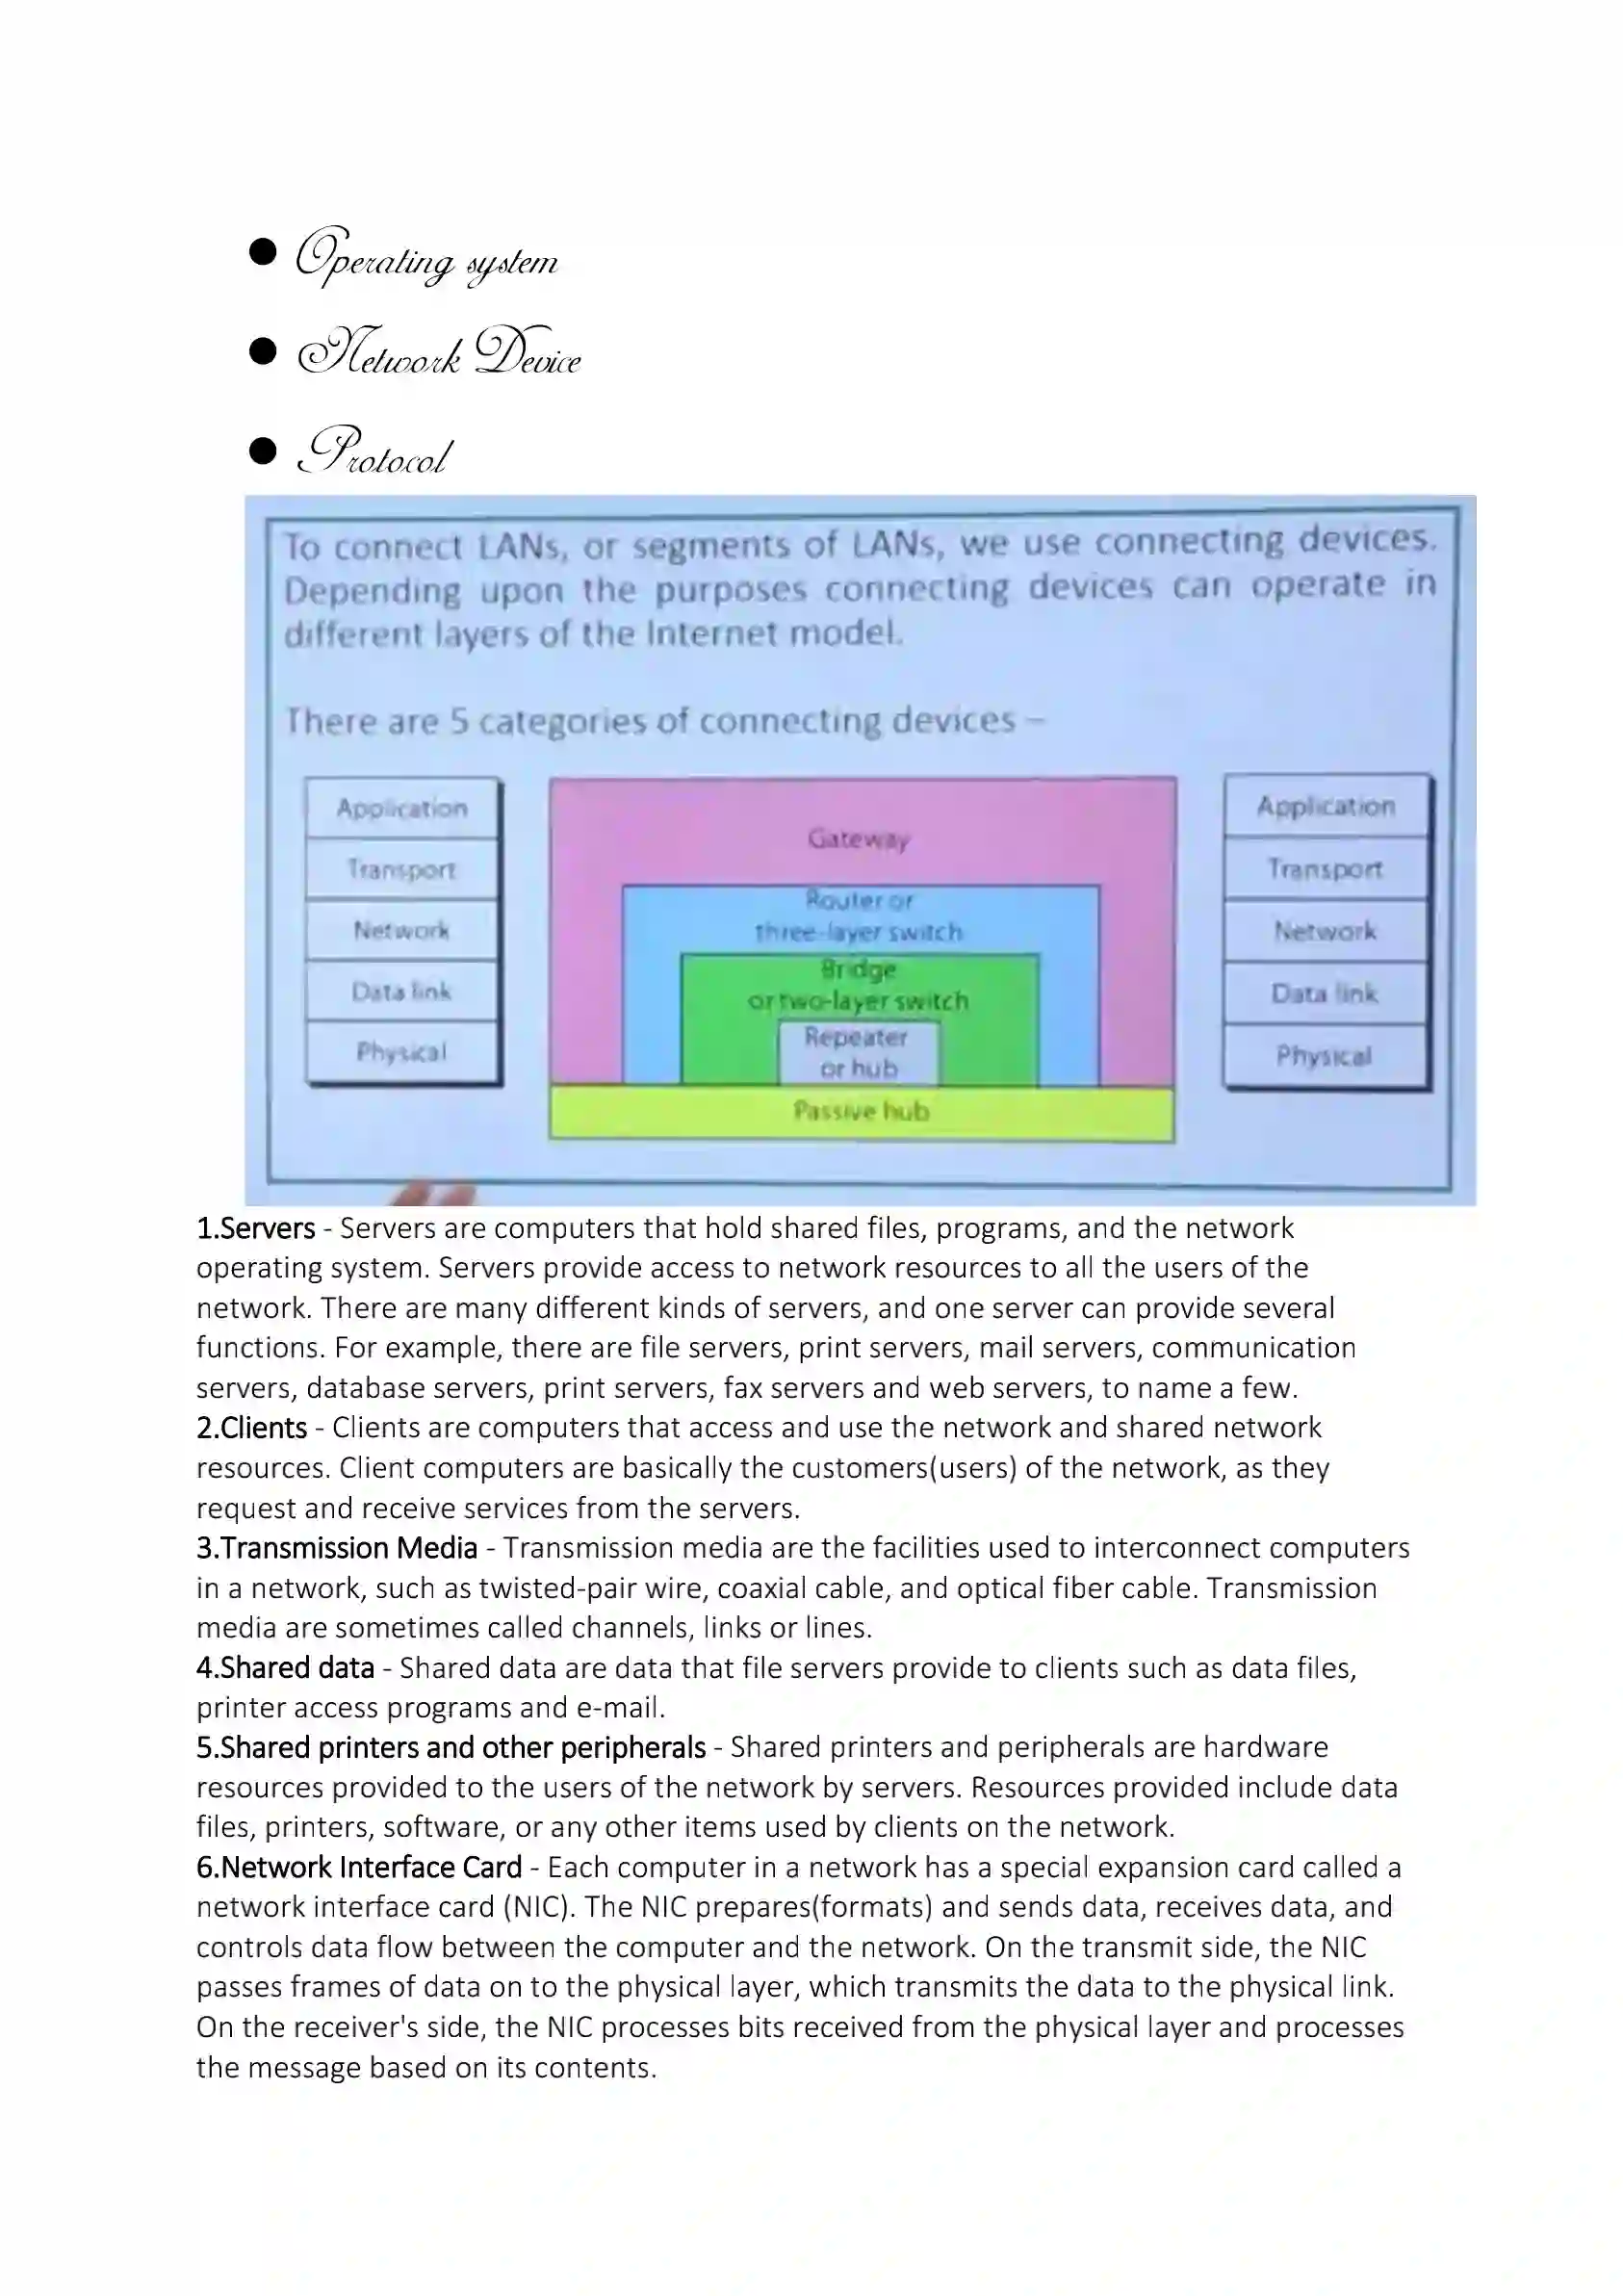 Operating system
Network Device
Protocol
To connect LANs, or segments of LANs, we use connecting devices.
Depending upon the purposes connecting devices can operate in
different layers of the Internet model.
There are 5 categories of connecting devices –
Application
Transport
Network
Data link
Physical
Gateway
Router or
three-layer switch
Bridge
or two-layer switch
Repeater
or hub
Passive hub
Application
Transport
Network
Data link
Physical
1.Servers - Servers are computers that hold shared files, programs, and the network
operating system. Servers provide access to network resources to all the users of the
network. There are many different kinds of servers, and one server can provide several
functions. For example, there are file servers, print servers, mail servers, communication
servers, database servers, print servers, fax servers and web servers, to name a few.
2.Clients - Clients are computers that access and use the network and shared network
resources. Client computers are basically the customers(users) of the network, as they
request and receive services from the servers.
3.Transmission Media - Transmission media are the facilities used to interconnect computers
in a network, such as twisted-pair wire, coaxial cable, and optical fiber cable. Transmission
media are sometimes called channels, links or lines.
4.Shared data - Shared data are data that file servers provide to clients such as data files,
printer access programs and e-mail.
5.Shared printers and other peripherals - Shared printers and peripherals are hardware
resources provided to the users of the network by servers. Resources provided include data
files, printers, software, or any other items used by clients on the network.
6.Network Interface Card - Each computer in a network has a special expansion card called a
network interface card (NIC). The NIC prepares(formats) and sends data, receives data, and
controls data flow between the computer and the network. On the transmit side, the NIC
passes frames of data on to the physical layer, which transmits the data to the physical link.
On the receiver's side, the NIC processes bits received from the physical layer and processes
the message based on its contents.